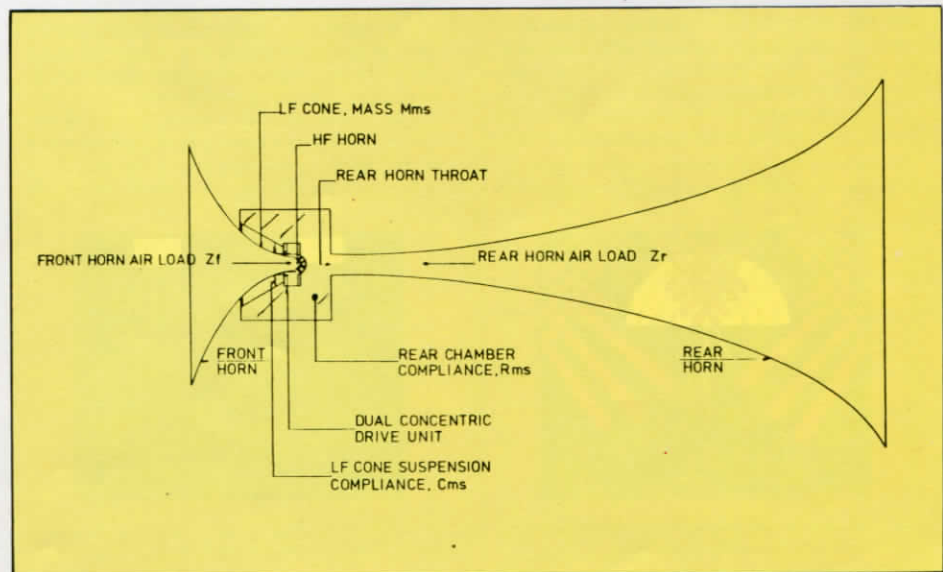 LF CONE, MASS Mms
HF HORN
REAR HORN THROAT
FRONT HORN AIR LOAD Zf
REAR HORN AIR LOAD Zr
FRONT
HORN
REAR CHAMBER
COMPLIANCE, Rms
REAR
HORN
DUAL CONCENTRIC
DRIVE UNIT
LF CONE SUSPENSION
COMPLIANCE, Cms